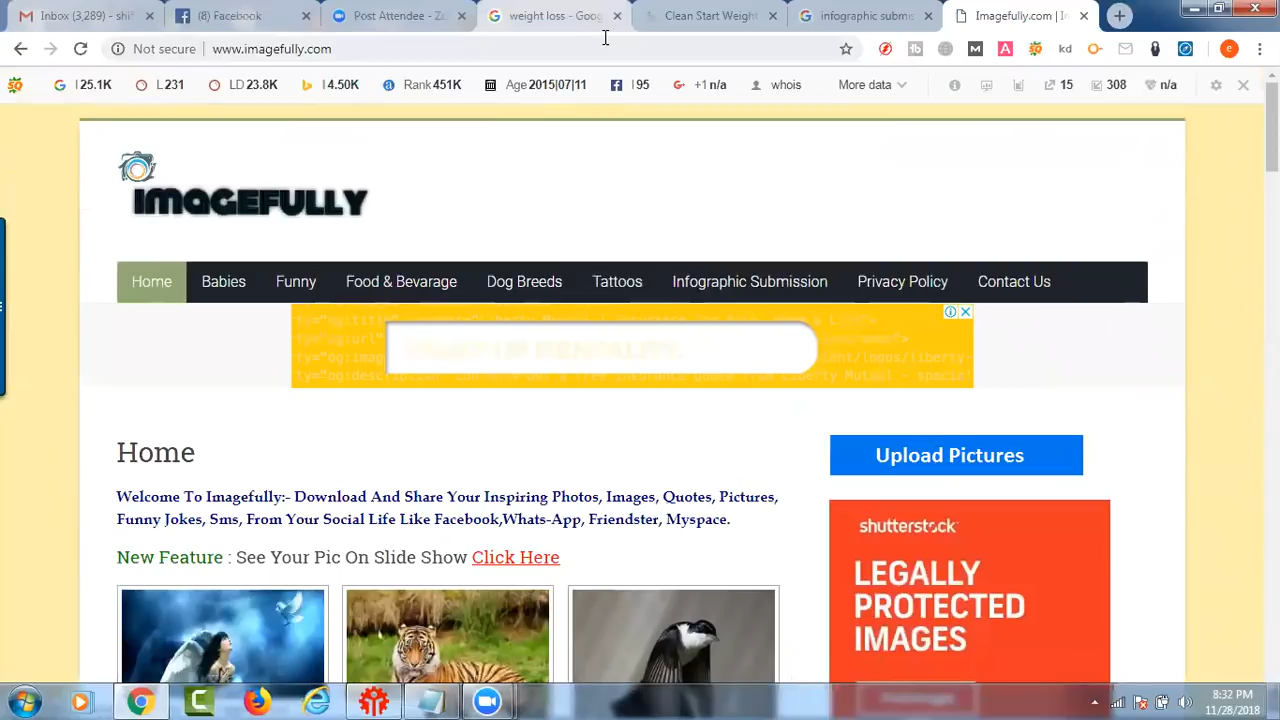 Inbox (3,289) - shi
(8) Facebook
Post Attendee - Z
weight loss - Goog
Clean Start Weight
infographic submis
Imagefully.com | I
Not secure
www.imagefully.com
M
A
kd
e
I 25.1K
L 231
LD 23.8K
I 4.50K
Rank 451K
Age 2015|07|11
I 95
+1 n/a
whois
More data
15
308
n/a
IMAGEFULLY
Home
Babies
Funny
Food & Bevarage
Dog Breeds
Tattoos
Infographic Submission
Privacy Policy
Contact Us
Home
Welcome To Imagefully:- Download And Share Your Inspiring Photos, Images, Quotes, Pictures,
Funny Jokes, Sms, From Your Social Life Like Facebook,Whats-App, Friendster, Myspace.
New Feature : See Your Pic On Slide Show Click Here
Upload Pictures
shutterstock
LEGALLY
PROTECTED
IMAGES
8:32 PM
11/28/2018